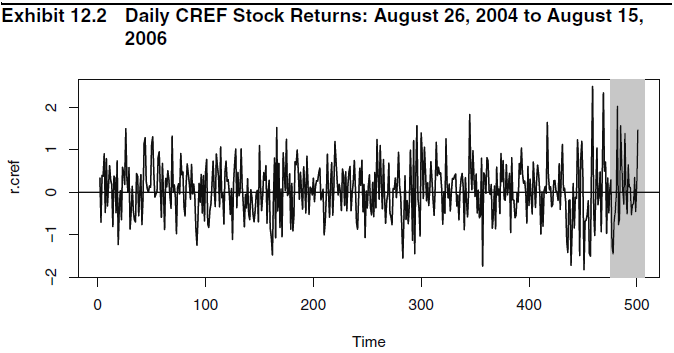 Exhibit 12.2 Daily CREF Stock Returns: August 26, 2004 to August 15,
2006
r.cref
2
1
0
−1
−2
0 100 200 300 400 500
Time